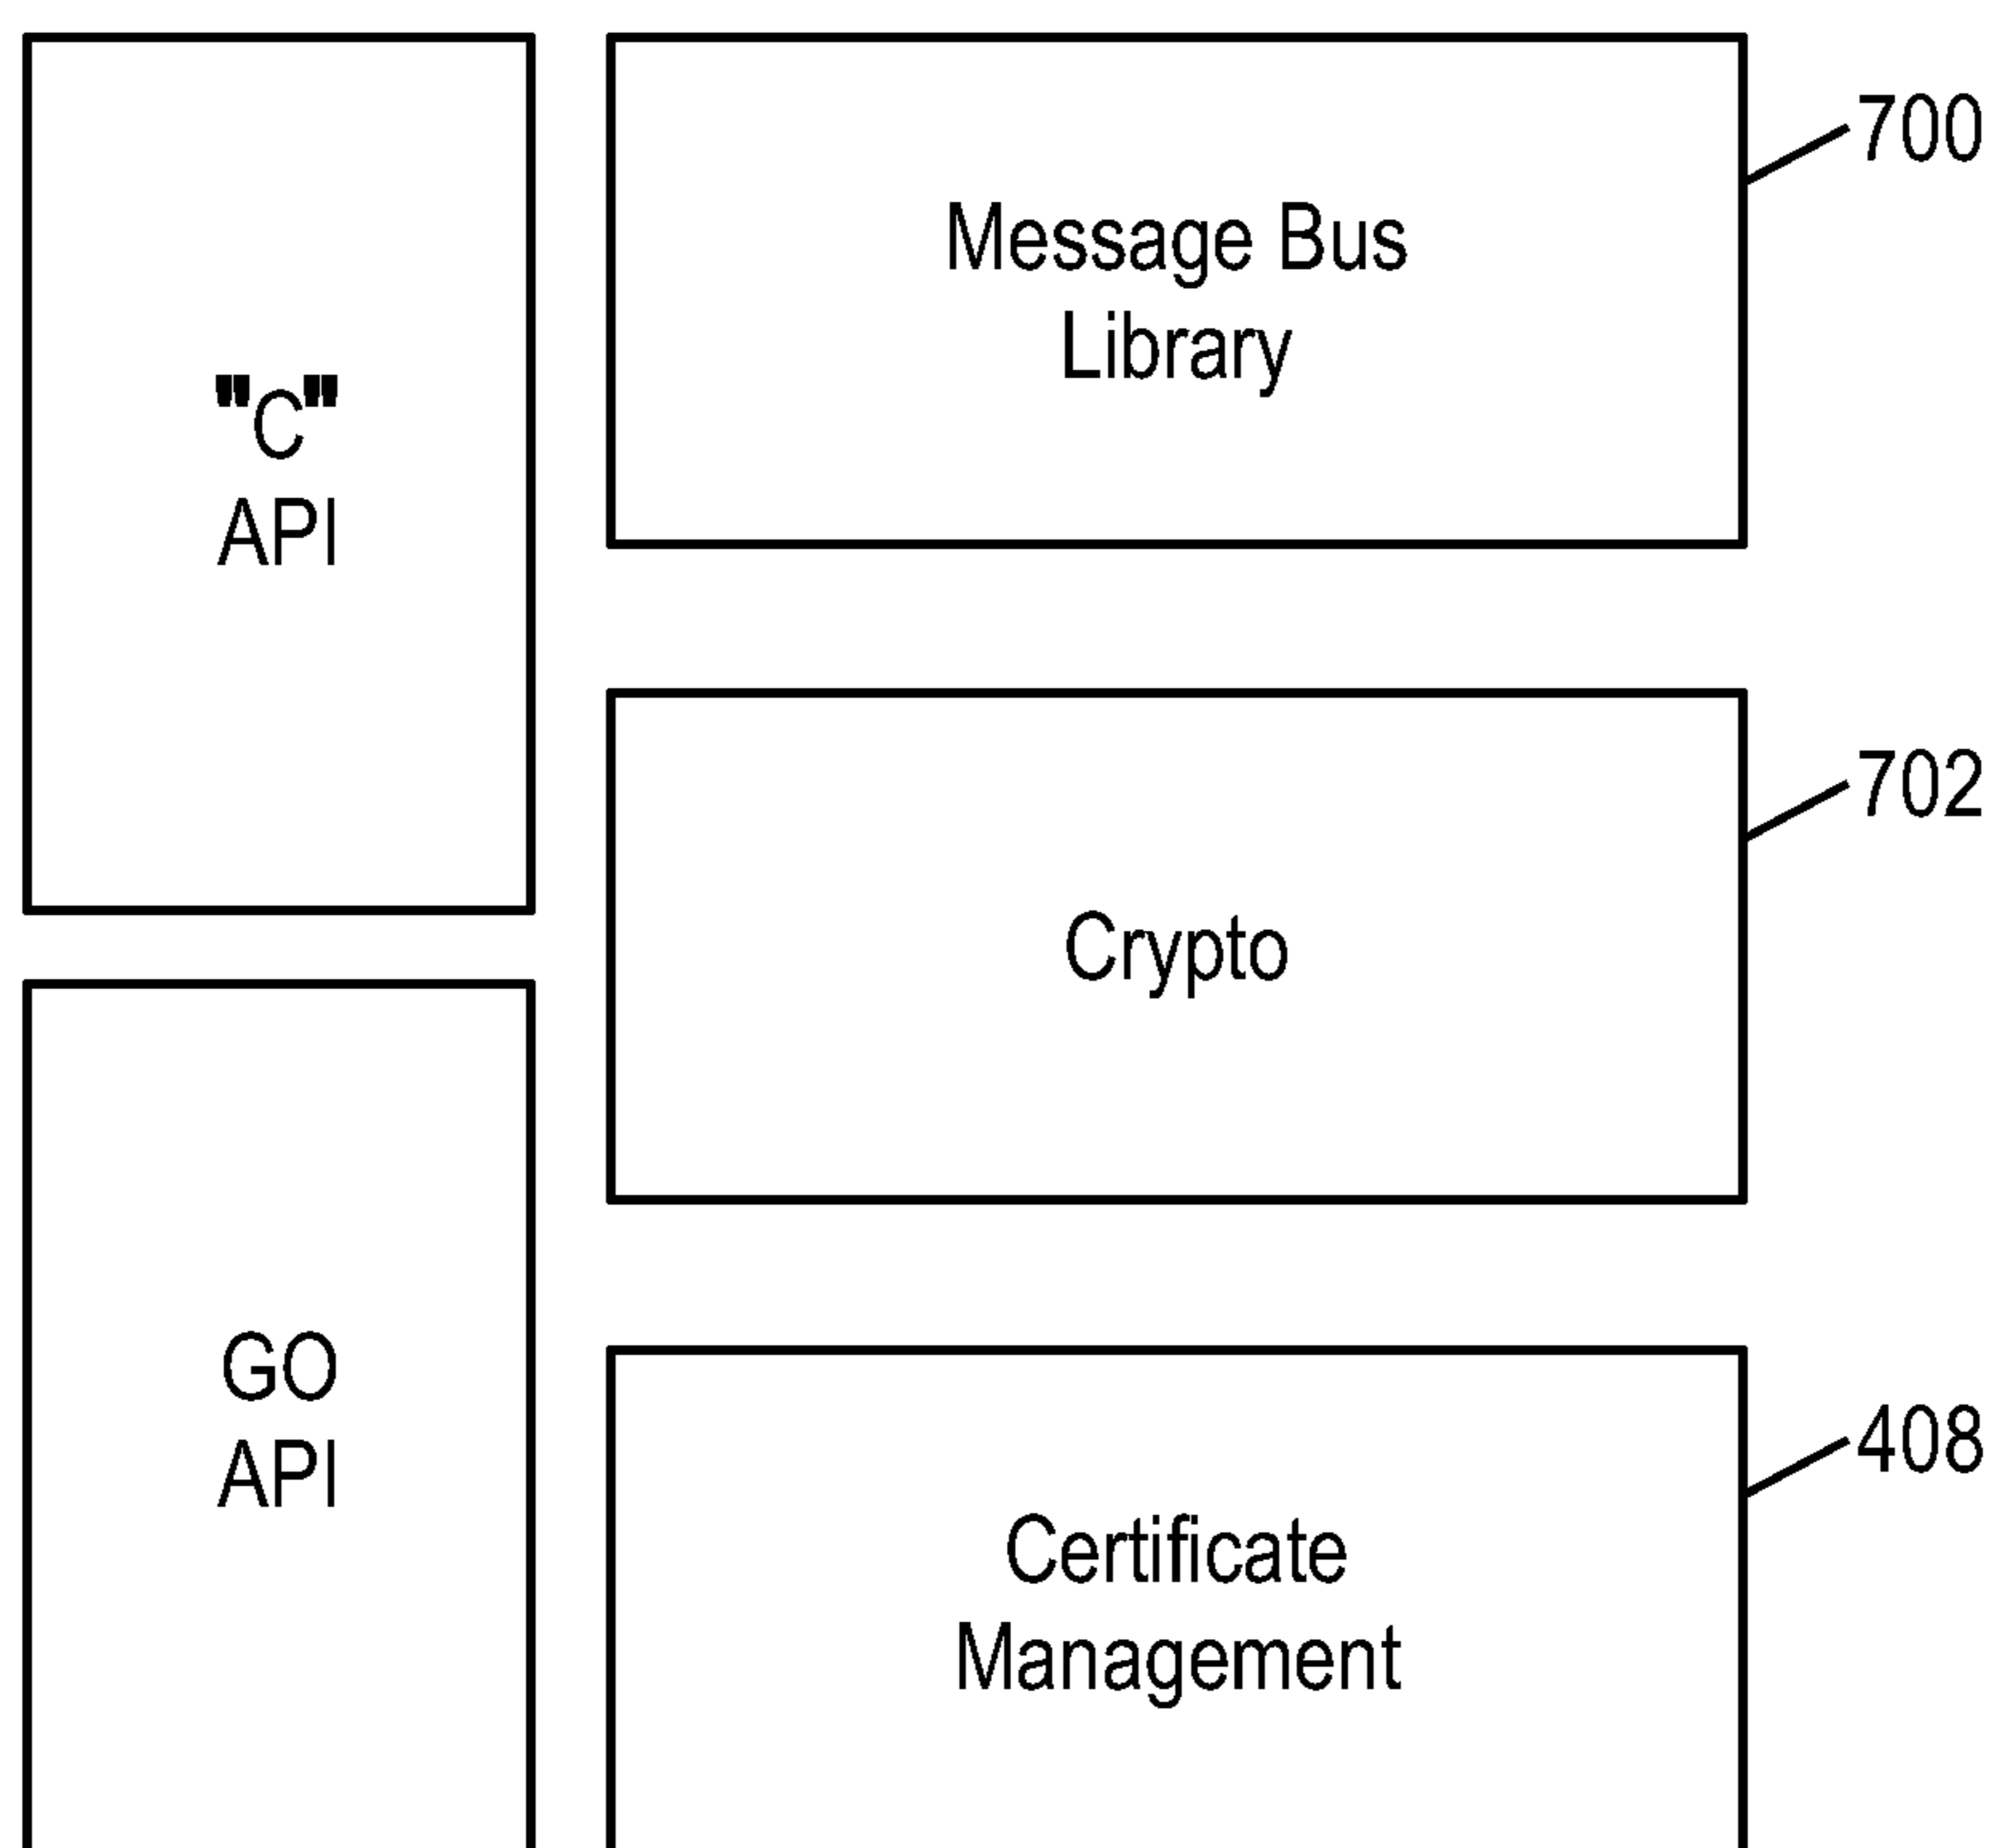 "C"
API
Message Bus
Library
700
Crypto
702
GO
API
Certificate
Management
408